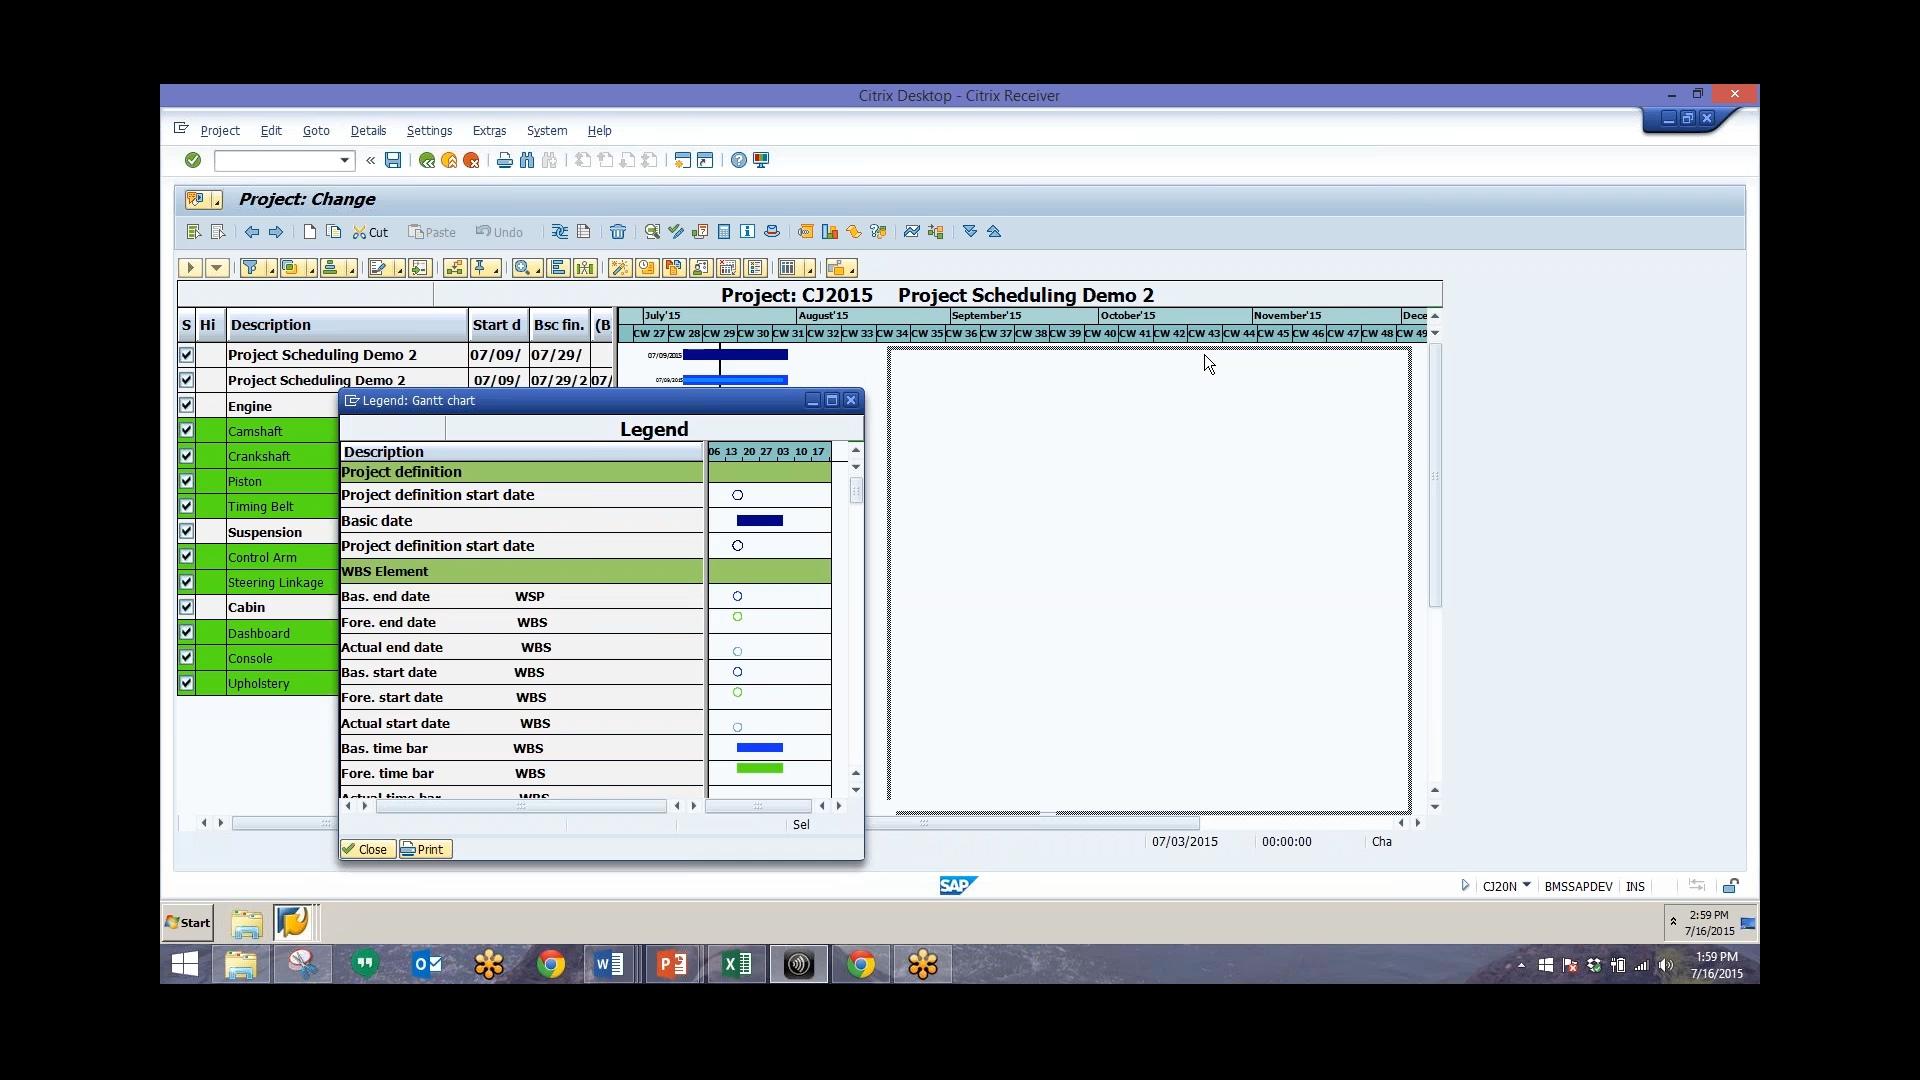 Citrix Desktop - Citrix Receiver
Project Edit Goto Details Settings Extras System Help
Project: Change
Cut Paste Undo
Project: CJ2015 Project Scheduling Demo 2
S Hi Description Start d Bsc fin. (B
July'15 August'15 September'15 October'15 November'15 Dece
CW 27 CW 28 CW 29 CW 30 CW 31 CW 32 CW 33 CW 34 CW 35 CW 36 CW 37 CW 38 CW 39 CW 40 CW 41 CW 42 CW 43 CW 44 CW 45 CW 46 CW 47 CW 48 CW 49
Project Scheduling Demo 2 07/09/ 07/29/ 07/09/2015
Project Scheduling Demo 2 07/09/ 07/29/2 07/ 07/09/2015
Engine
Camshaft
Crankshaft
Piston
Timing Belt
Suspension
Control Arm
Steering Linkage
Cabin
Dashboard
Console
Upholstery
Legend: Gantt chart
Legend
Description 06 13 20 27 03 10 17
Project definition
Project definition start date
Basic date
Project definition start date
WBS Element
Bas. end date WSP
Fore. end date WBS
Actual end date WBS
Bas. start date WBS
Fore. start date WBS
Actual start date WBS
Bas. time bar WBS
Fore. time bar WBS
Actual time bar WBS
Sel
Close Print
07/03/2015 00:00:00 Cha
SAP
CJ20N BMSSAPDEV INS
Start
2:59 PM
7/16/2015
1:59 PM
7/16/2015